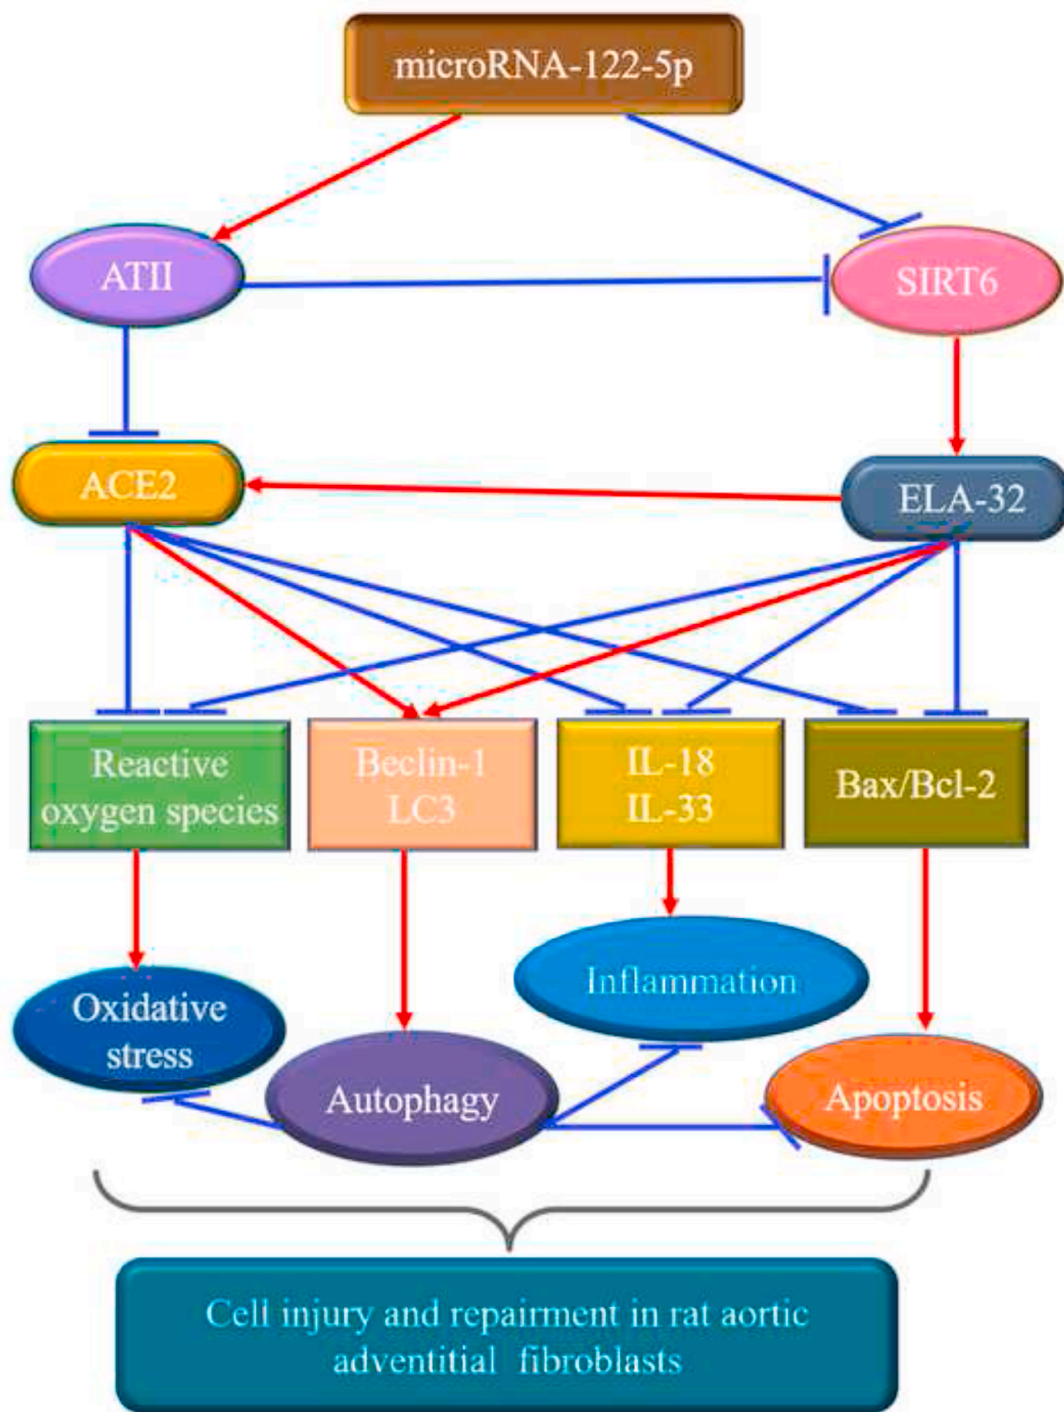 microRNA-122-5p
ATII
SIRT6
ACE2
ELA-32
Reactive
oxygen species
Beclin-1
LC3
IL-18
IL-33
Bax/Bcl-2
Oxidative
stress
Inflammation
Autophagy
Apoptosis
Cell injury and repairment in rat aortic
adventitial fibroblasts